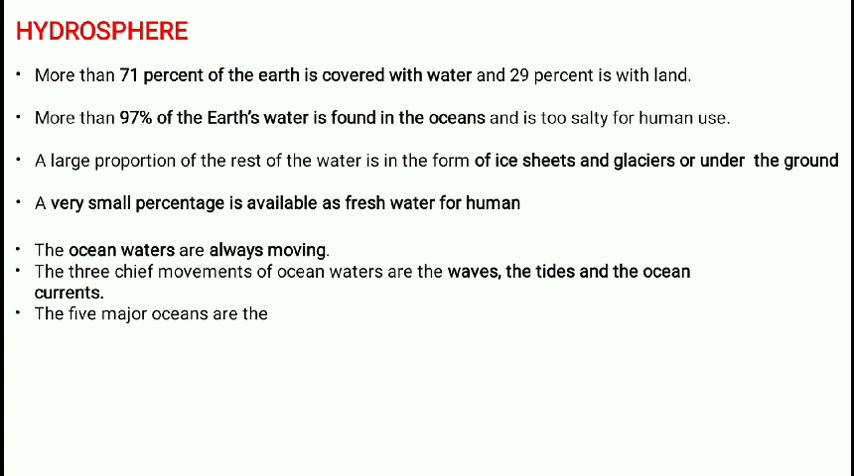 HYDROSPHERE
• More than 71 percent of the earth is covered with water and 29 percent is with land.
• More than 97% of the Earth's water is found in the oceans and is too salty for human use.
• A large proportion of the rest of the water is in the form of ice sheets and glaciers or under the ground
• A very small percentage is available as fresh water for human
• The ocean waters are always moving.
• The three chief movements of ocean waters are the waves, the tides and the ocean
currents.
• The five major oceans are the